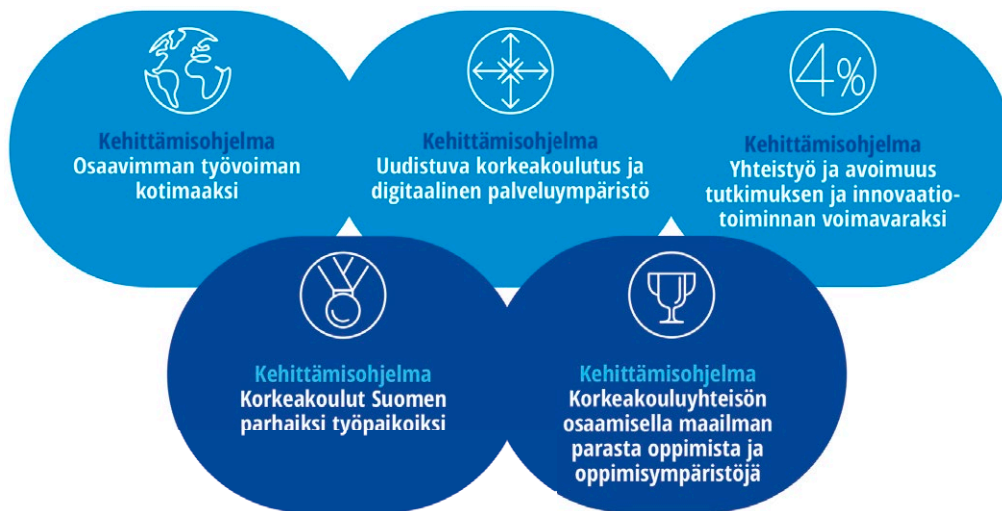 Kehittämisohjelma
Osaavimman työvoiman
kotimaaksi
Kehittämisohjelma
Uudistuva korkeakoulutus ja
digitaalinen palveluympäristö
4%
Kehittämisohjelma
Yhteistyö ja avoimuus
tutkimuksen ja innovaatio-
toiminnan voimavaraksi
Kehittämisohjelma
Korkeakoulut Suomen
parhaiksi työpaikoiksi
Kehittämisohjelma
Korkeakouluyhteisön
osaamisella maailman
parasta oppimista ja
oppimisympäristöjä